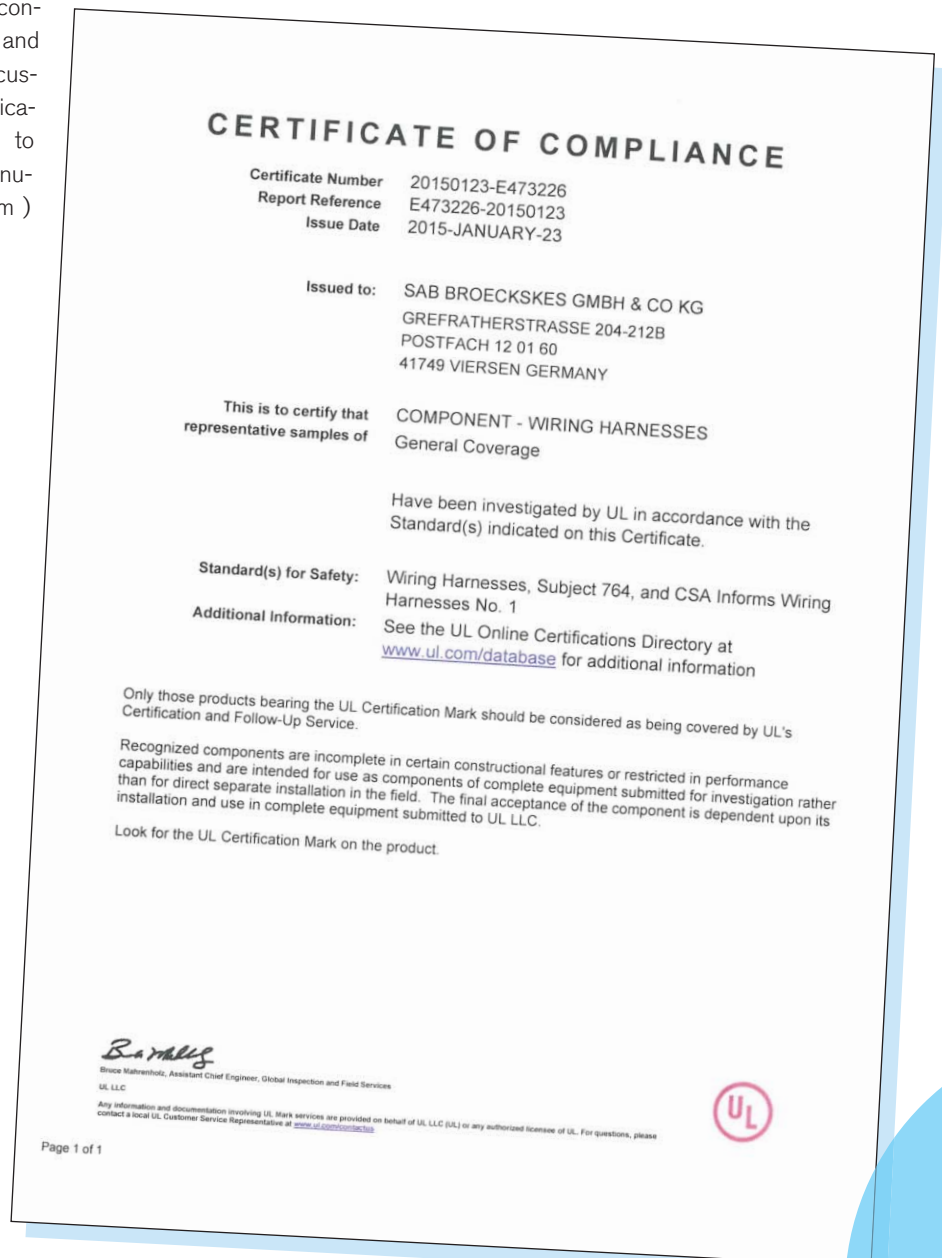 con-
and
cus-
ica-
to
nu-
m )
CERTIFICATE OF COMPLIANCE
Certificate Number 20150123-E473226
Report Reference E473226-20150123
Issue Date 2015-JANUARY-23
Issued to: SAB BROECKSKES GMBH & CO KG
GREFRATHERSTRASSE 204-212B
POSTFACH 12 01 60
41749 VIERSEN GERMANY
This is to certify that COMPONENT - WIRING HARNESSES
representative samples of General Coverage
Have been investigated by UL in accordance with the
Standard(s) indicated on this Certificate.
Standard(s) for Safety: Wiring Harnesses, Subject 764, and CSA Informs Wiring
Harnesses No. 1
Additional Information: See the UL Online Certifications Directory at
www.ul.com/database for additional information
Only those products bearing the UL Certification Mark should be considered as being covered by UL's
Certification and Follow-Up Service.
Recognized components are incomplete in certain constructional features or restricted in performance
capabilities and are intended for use as components of complete equipment submitted for investigation rather
than for direct separate installation in the field. The final acceptance of the component is dependent upon its
installation and use in complete equipment submitted to UL LLC.
Look for the UL Certification Mark on the product.
Bruce Mahrenholz, Assistant Chief Engineer, Global Inspection and Field Services
UL LLC
Any information and documentation involving UL Mark services are provided on behalf of UL LLC (UL) or any authorized licensee of UL. For questions, please
contact a local UL Customer Service Representative at www.ul.com/contactus
UL
Page 1 of 1